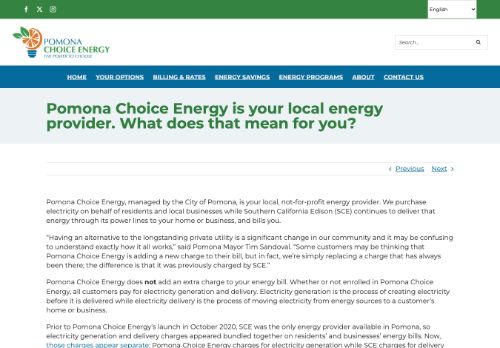 English
POMONA
CHOICE ENERGY
THE POWER TO CHOOSE
Search...
HOME YOUR OPTIONS BILLING & RATES ENERGY SAVINGS ENERGY PROGRAMS ABOUT CONTACT US
Pomona Choice Energy is your local energy
provider. What does that mean for you?
Previous Next
Pomona Choice Energy, managed by the City of Pomona, is your local, not-for-profit energy provider. We purchase
electricity on behalf of residents and local businesses while Southern California Edison (SCE) continues to deliver that
energy through its power lines to your home or business, and bills you.
“Having an alternative to the longstanding private utility is a significant change in our community and it may be confusing
to understand exactly how it all works,” said Pomona Mayor Tim Sandoval. “Some customers may be thinking that
Pomona Choice Energy is adding a new charge to their bill, but in fact, we’re simply replacing a charge that has always
been there; the difference is that it was previously charged by SCE.”
Pomona Choice Energy does not add an extra charge to your energy bill. Whether or not enrolled in Pomona Choice
Energy, all customers pay for electricity generation and delivery. Electricity generation is the process of creating electricity
before it is delivered while electricity delivery is the process of moving electricity from energy sources to a customer’s
home or business.
Prior to Pomona Choice Energy’s launch in October 2020, SCE was the only energy provider available in Pomona, so
electricity generation and delivery charges appeared bundled together on residents’ and businesses’ energy bills. Now,
those charges appear separate: Pomona Choice Energy charges for electricity generation while SCE charges for delivery